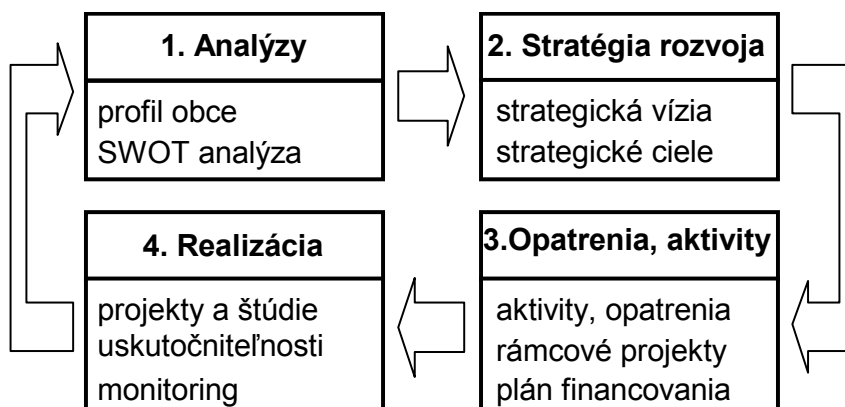 1. Analýzy
profil obce
SWOT analýza
2. Stratégia rozvoja
strategická vízia
strategické ciele
3.Opatrenia, aktivity
aktivity, opatrenia
rámcové projekty
plán financovania
4. Realizácia
projekty a štúdie
uskutočniteľnosti
monitoring